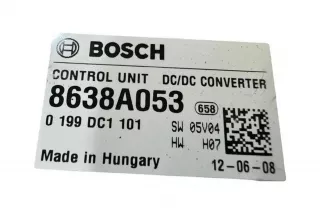 BOSCH
CONTROL UNIT DC/DC CONVERTER
8638A053 658
0 199 DC1 101 SW 05V04
HW H07
Made in Hungary 12-06-08